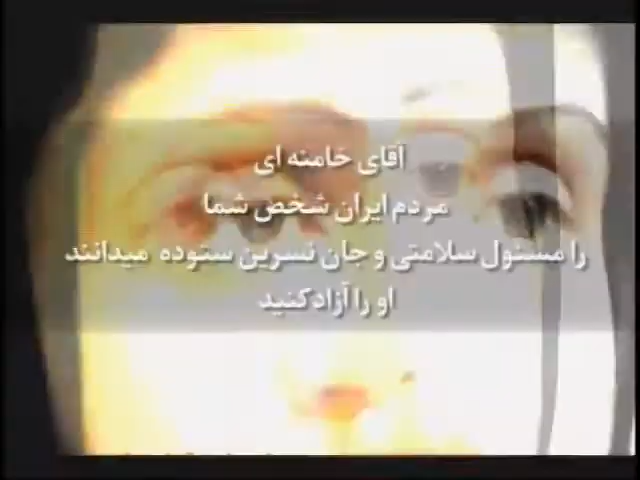 آقای خامنه ای
مردم ایران شخص شما
را مسئول سلامتی و جان نسرین ستوده میدانند
او را آزادکنید